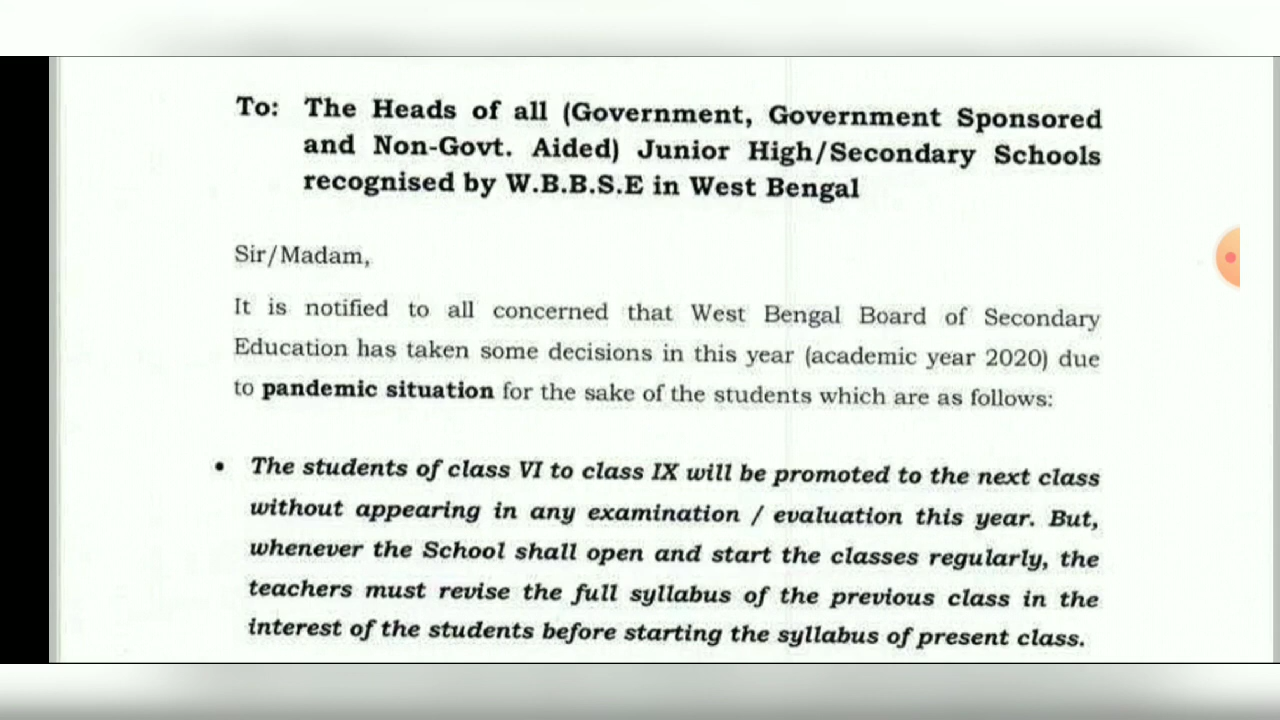 To: The Heads of all (Government, Government Sponsored
and Non-Govt. Aided) Junior High/Secondary Schools
recognised by W.B.B.S.E in West Bengal
Sir/Madam,
It is notified to all concerned that West Bengal Board of Secondary
Education has taken some decisions in this year (academic year 2020) due
to pandemic situation for the sake of the students which are as follows:
• The students of class VI to class IX will be promoted to the next class
without appearing in any examination / evaluation this year. But,
whenever the School shall open and start the classes regularly, the
teachers must revise the full syllabus of the previous class in the
interest of the students before starting the syllabus of present class.